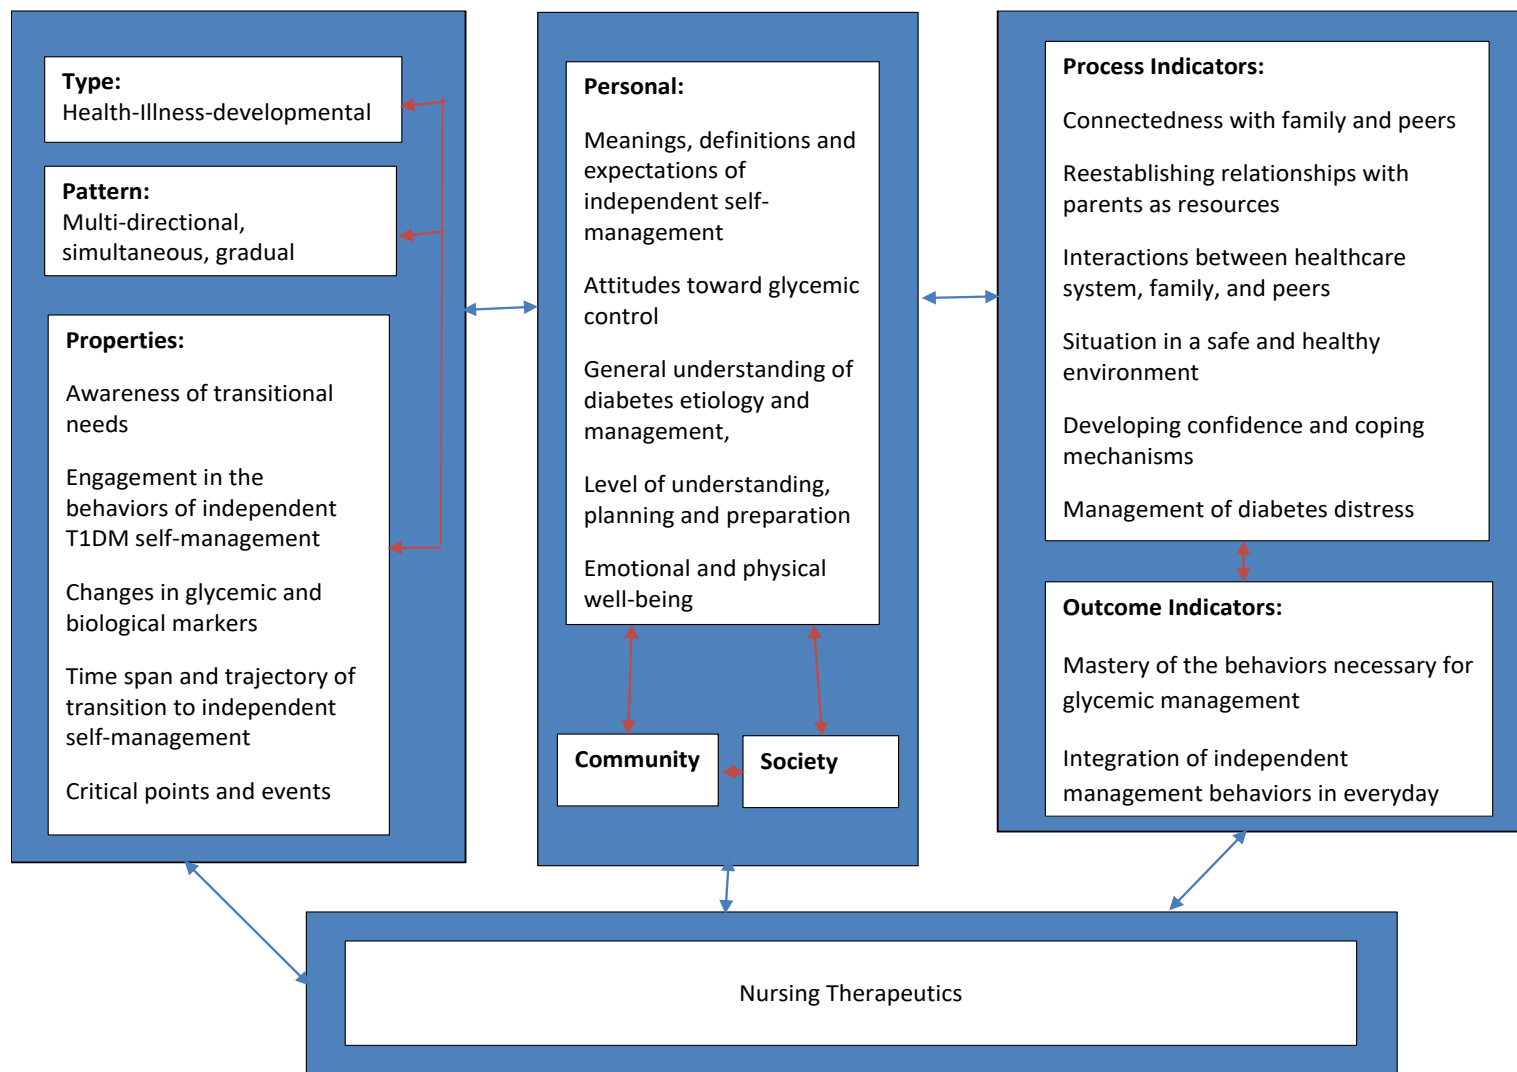 Type:
Health-Illness-developmental
Pattern:
Multi-directional,
simultaneous, gradual
Properties:
Awareness of transitional
needs
Engagement in the
behaviors of independent
T1DM self-management
Changes in glycemic and
biological markers
Time span and trajectory of
transition to independent
self-management
Critical points and events
Personal:
Meanings, definitions and
expectations of
independent self-
management
Attitudes toward glycemic
control
General understanding of
diabetes etiology and
management,
Level of understanding,
planning and preparation
Emotional and physical
well-being
Community
Society
Process Indicators:
Connectedness with family and peers
Reestablishing relationships with
parents as resources
Interactions between healthcare
system, family, and peers
Situation in a safe and healthy
environment
Developing confidence and coping
mechanisms
Management of diabetes distress
Outcome Indicators:
Mastery of the behaviors necessary for
glycemic management
Integration of independent
management behaviors in everyday
Nursing Therapeutics